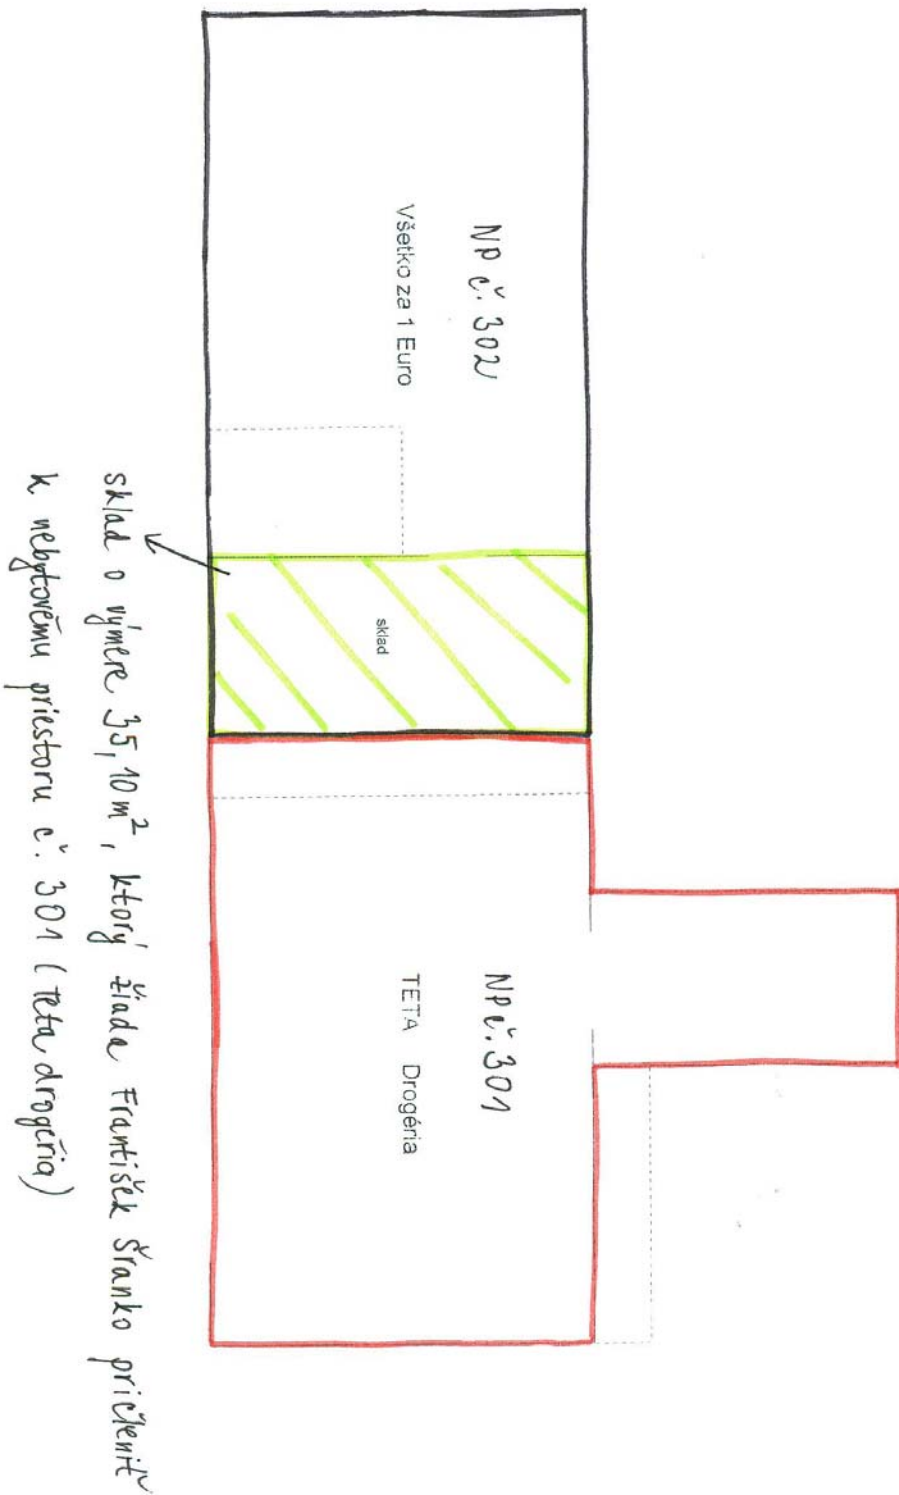 NP č. 302
Všetko za 1 Euro
sklad
NP č. 301
TETA Drogéria
sklad o výmere 35,10 m², ktorý žiada František Šranko pričleniť
k nebytovému priestoru č. 301 (teta drogéria)